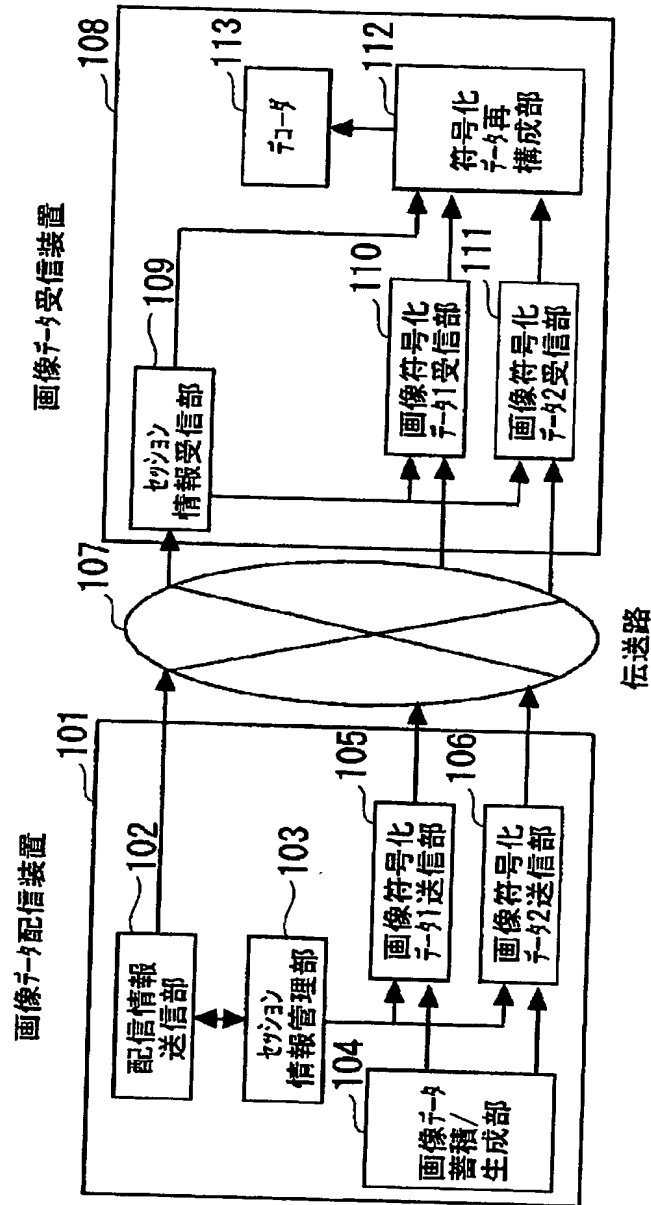 画像データ配信装置
101
102
配信情報
送信部
103
セッション
情報管理部
104
画像データ
蓄積/
生成部
105
画像符号化
データ1送信部
106
画像符号化
データ2送信部
107
伝送路
画像データ受信装置
108
109
セッション
情報受信部
110
画像符号化
データ1受信部
111
画像符号化
データ2受信部
112
符号化
データ再
構成部
113
デコーダ